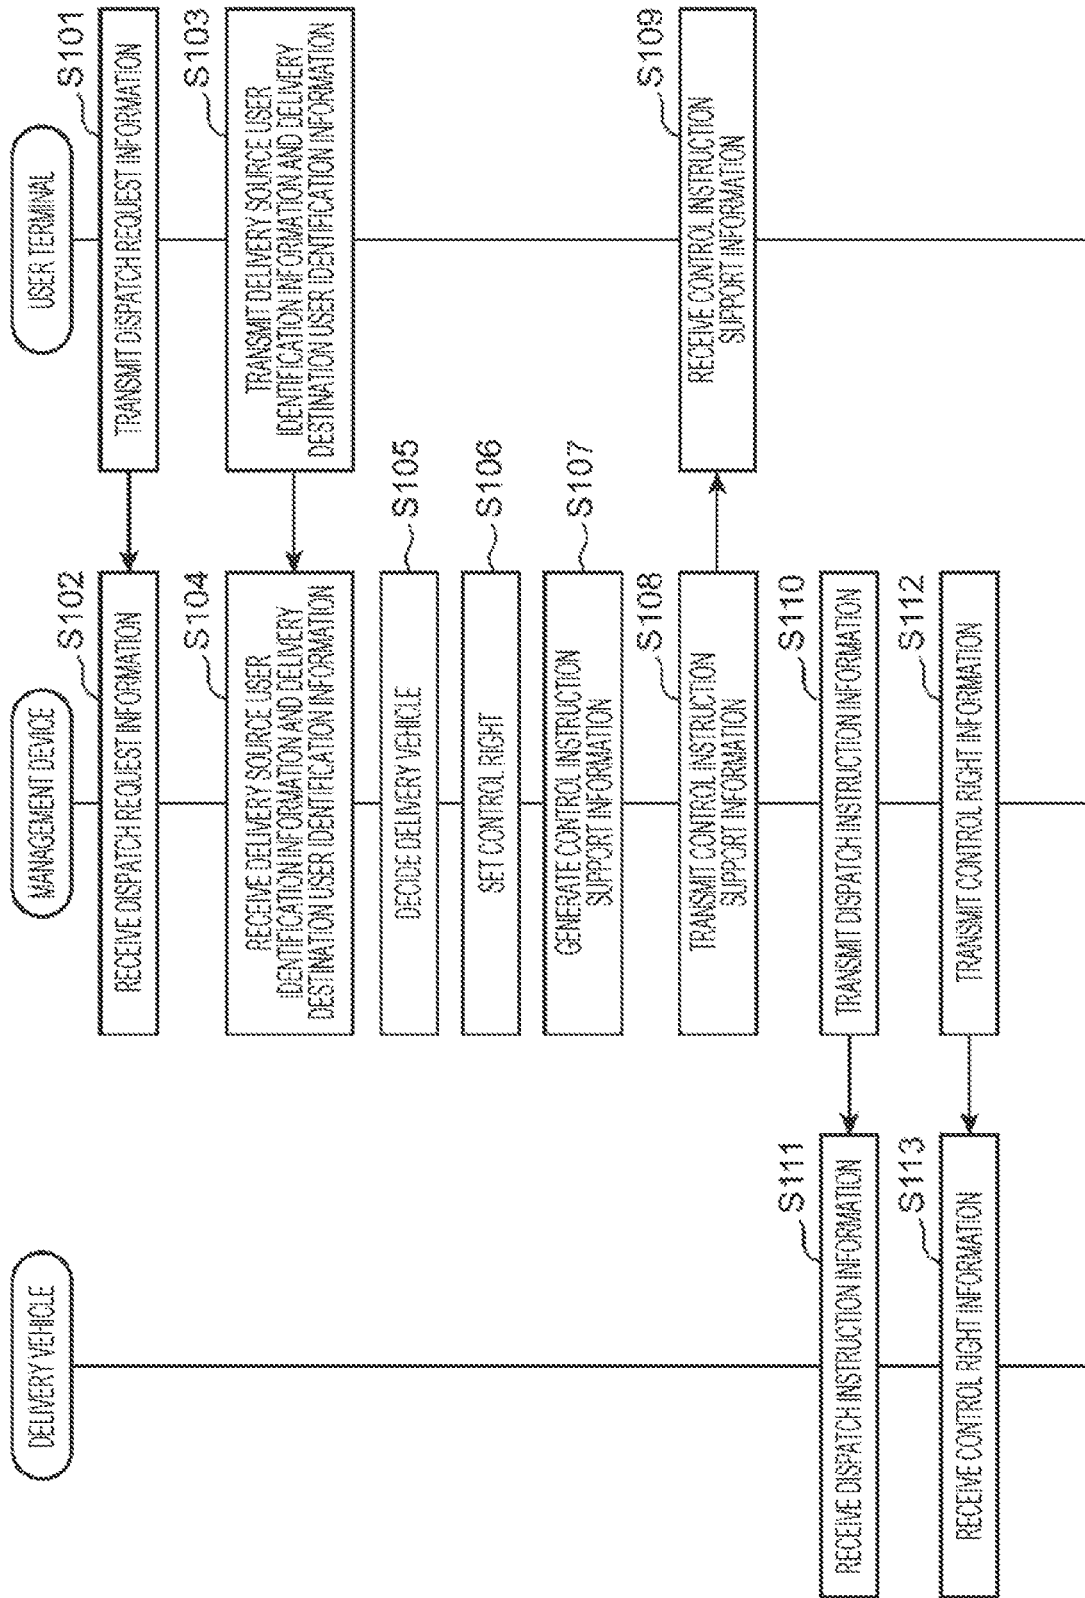 DELIVERY VEHICLE
MANAGEMENT DEVICE
USER TERMINAL
S101
TRANSMIT DISPATCH REQUEST INFORMATION
S102
RECEIVE DISPATCH REQUEST INFORMATION
S103
TRANSMIT DELIVERY SOURCE USER
IDENTIFICATION INFORMATION AND DELIVERY
DESTINATION USER IDENTIFICATION INFORMATION
S104
RECEIVE DELIVERY SOURCE USER
IDENTIFICATION INFORMATION AND DELIVERY
DESTINATION USER IDENTIFICATION INFORMATION
S105
DECIDE DELIVERY VEHICLE
S106
SET CONTROL RIGHT
S107
GENERATE CONTROL INSTRUCTION
SUPPORT INFORMATION
S108
TRANSMIT CONTROL INSTRUCTION
SUPPORT INFORMATION
S109
RECEIVE CONTROL INSTRUCTION
SUPPORT INFORMATION
S110
TRANSMIT DISPATCH INSTRUCTION INFORMATION
S111
RECEIVE DISPATCH INSTRUCTION INFORMATION
S112
TRANSMIT CONTROL RIGHT INFORMATION
S113
RECEIVE CONTROL RIGHT INFORMATION